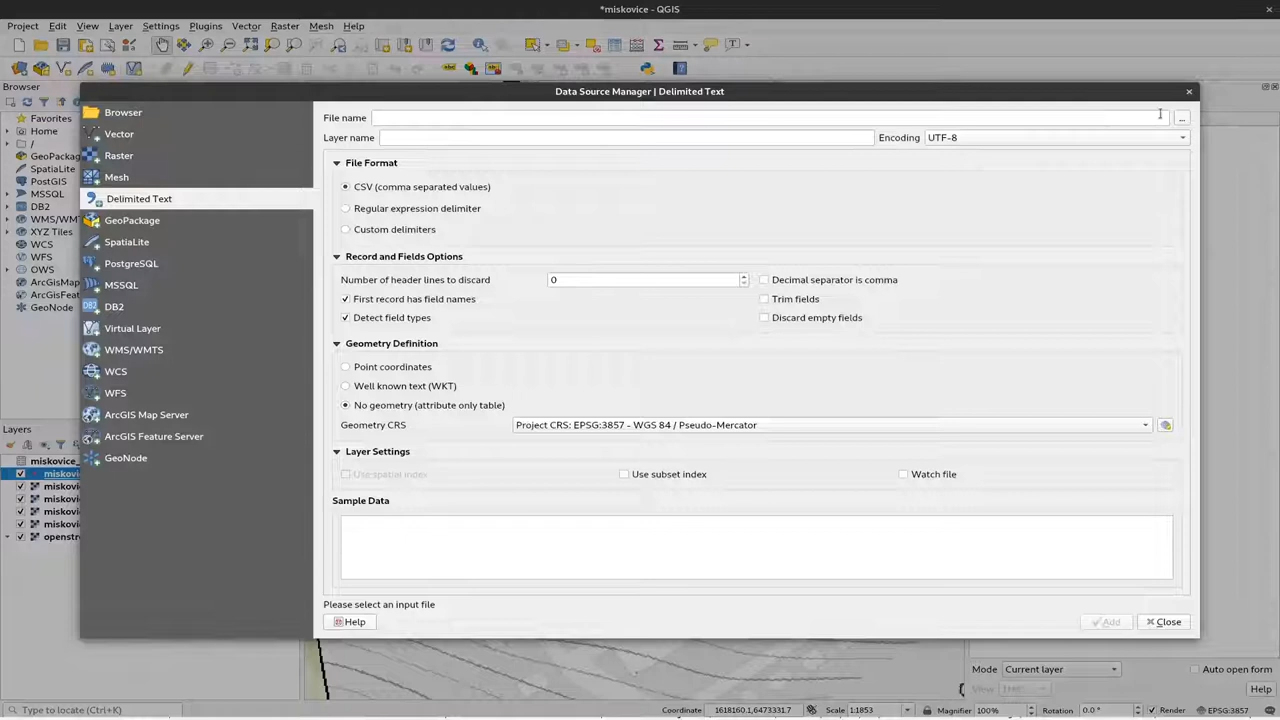 *miskovice - QGIS
Project Edit View Layer Settings Plugins Vector Raster Mesh Help
Browser
Favorites
Home
/
GeoPackag
SpatiaLite
PostGIS
MSSQL
DB2
WMS/WMT
XYZ Tiles
WCS
WFS
OWS
ArcGisMap
ArcGisFeat
GeoNode
Layers
miskovice_
miskovic
miskovic
miskovic
miskovic
miskovic
openstre
Data Source Manager | Delimited Text
Browser
Vector
Raster
Mesh
Delimited Text
GeoPackage
SpatiaLite
PostgreSQL
MSSQL
DB2
Virtual Layer
WMS/WMTS
WCS
WFS
ArcGIS Map Server
ArcGIS Feature Server
GeoNode
File name ...
Layer name Encoding UTF-8
File Format
CSV (comma separated values)
Regular expression delimiter
Custom delimiters
Record and Fields Options
Number of header lines to discard 0 Decimal separator is comma
First record has field names Trim fields
Detect field types Discard empty fields
Geometry Definition
Point coordinates
Well known text (WKT)
No geometry (attribute only table)
Geometry CRS Project CRS: EPSG:3857 - WGS 84 / Pseudo-Mercator
Layer Settings
Use spatial index Use subset index Watch file
Sample Data
Please select an input file
Help Add Close
Mode Current layer Auto open form
View Help
Type to locate (Ctrl+K) Coordinate 1618160.1,6473331.7 Scale 1:1853 Magnifier 100% Rotation 0.0 ° Render EPSG:3857